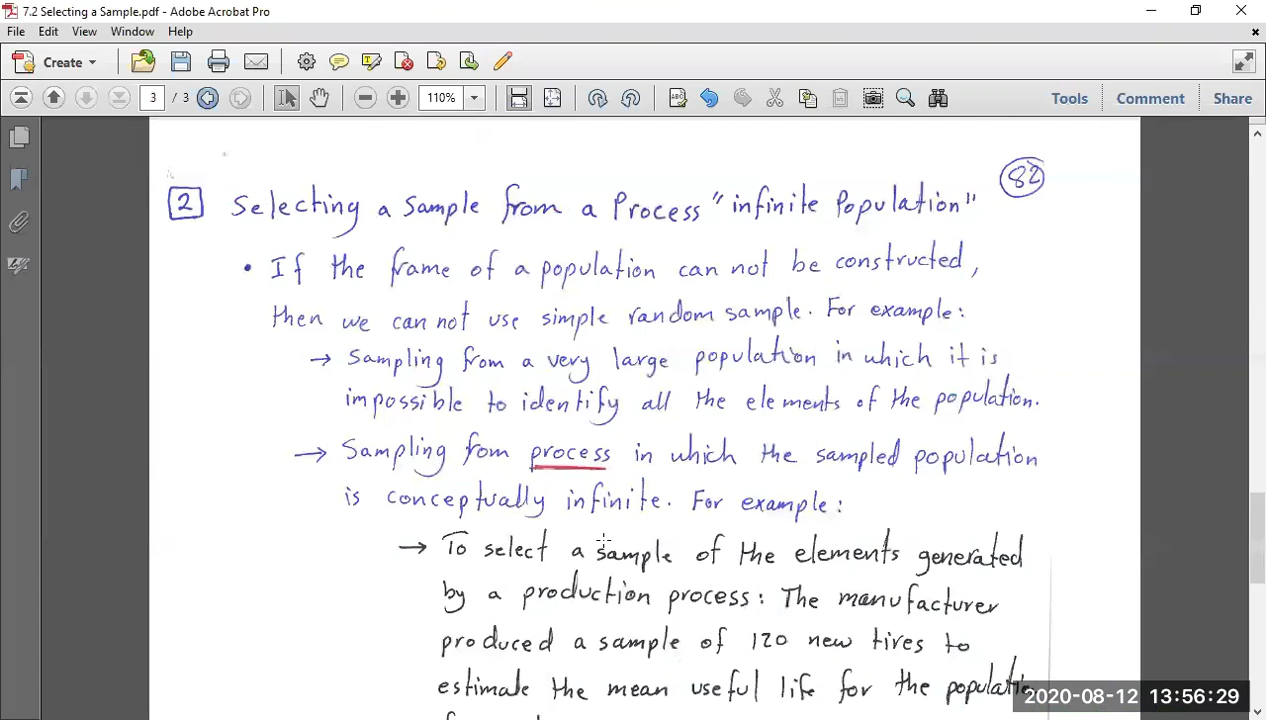 7.2 Selecting a Sample.pdf - Adobe Acrobat Pro
File Edit View Window Help
Create
3 / 3 110% Tools Comment Share
82
2 Selecting a Sample from a Process "infinite Population"
• If the frame of a population can not be constructed,
then we can not use simple random sample. For example:
→ Sampling from a very large population in which it is
impossible to identify all the elements of the population.
→ Sampling from process in which the sampled population
is conceptually infinite. For example:
→ To select a sample of the elements generated
by a production process: The manufacturer
produced a sample of 120 new tires to
estimate the mean useful life for the population
2020-08-12 13:56:29